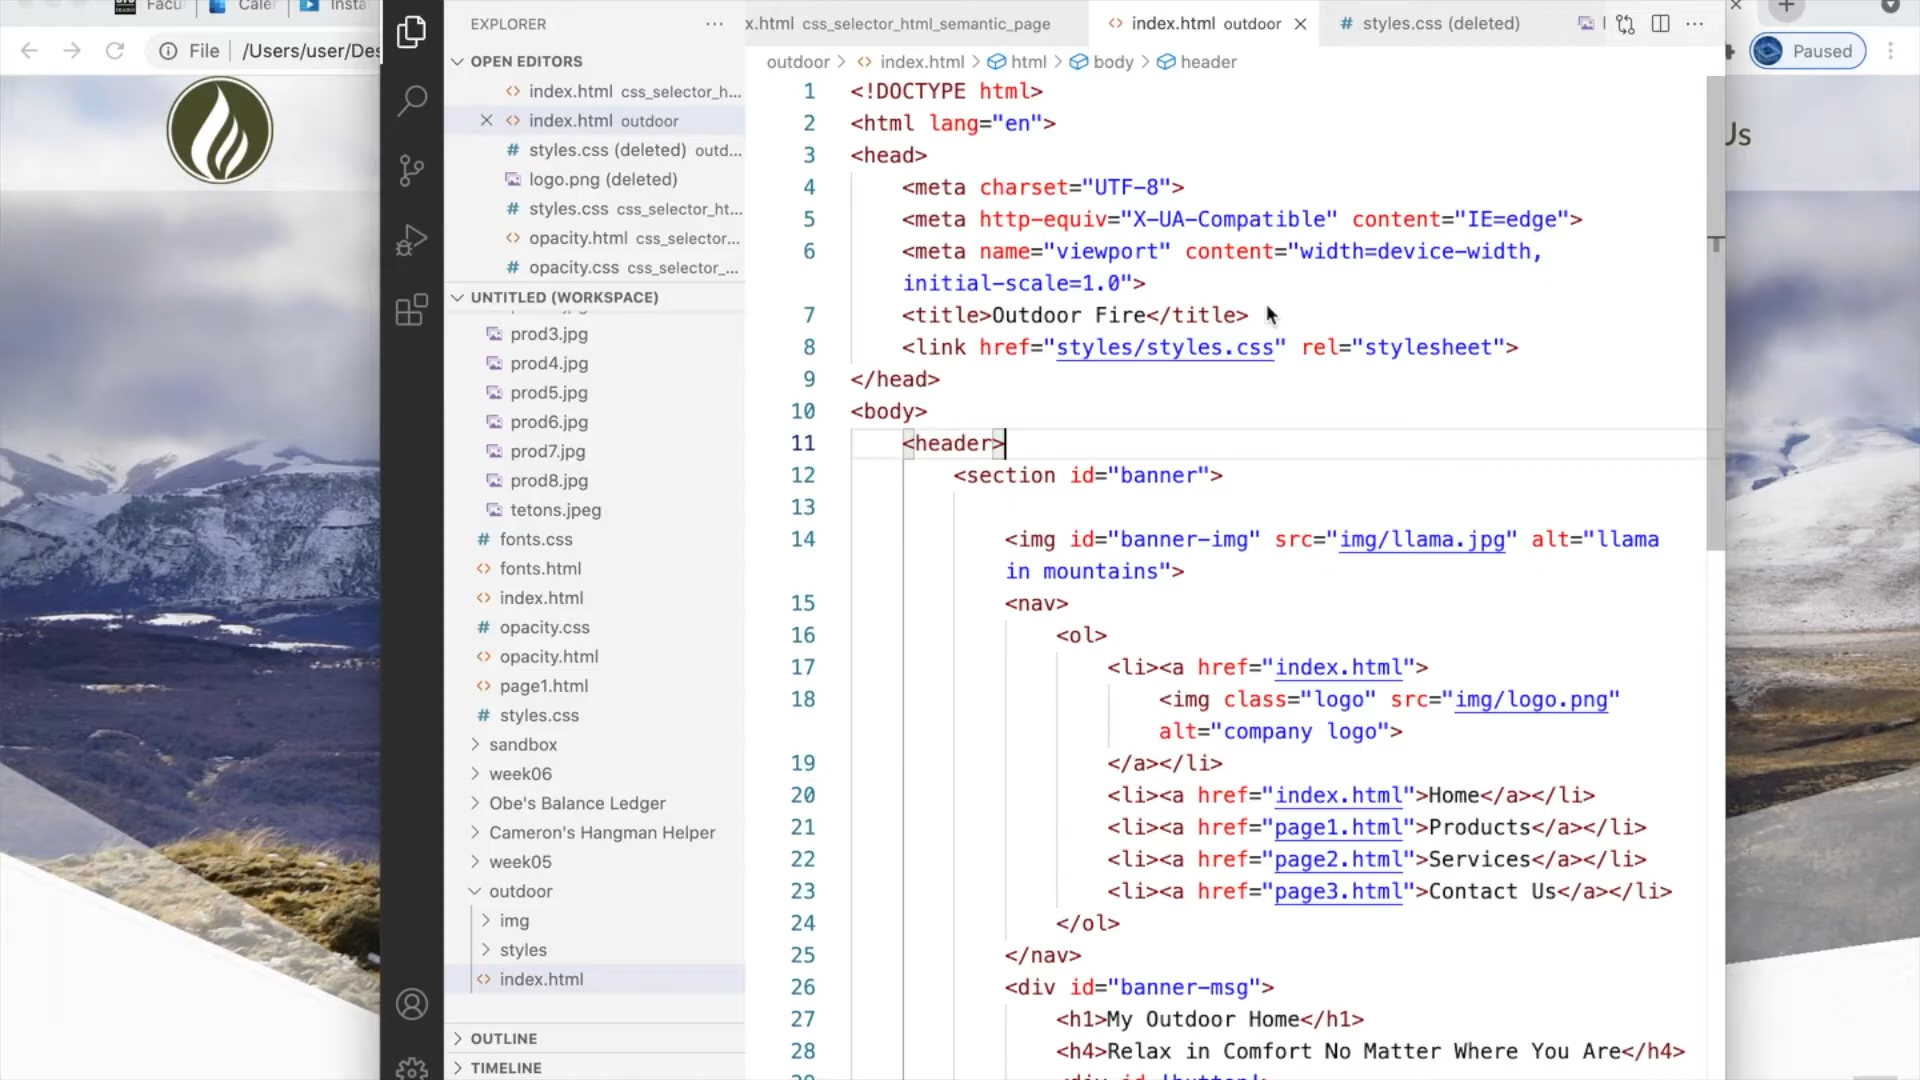 Facu
Caler
Insta
File
/Users/user/Des
Paused
Us
EXPLORER
OPEN EDITORS
index.html css_selector_h...
index.html outdoor
styles.css (deleted) outd...
logo.png (deleted)
styles.css css_selector_ht...
opacity.html css_selector...
opacity.css css_selector_...
UNTITLED (WORKSPACE)
prod3.jpg
prod4.jpg
prod5.jpg
prod6.jpg
prod7.jpg
prod8.jpg
tetons.jpeg
fonts.css
fonts.html
index.html
opacity.css
opacity.html
page1.html
styles.css
sandbox
week06
Obe's Balance Ledger
Cameron's Hangman Helper
week05
outdoor
img
styles
index.html
OUTLINE
TIMELINE
x.html css_selector_html_semantic_page
index.html outdoor
styles.css (deleted)
outdoor > index.html > html > body > header
1 <!DOCTYPE html>
2 <html lang="en">
3 <head>
4 <meta charset="UTF-8">
5 <meta http-equiv="X-UA-Compatible" content="IE=edge">
6 <meta name="viewport" content="width=device-width,
initial-scale=1.0">
7 <title>Outdoor Fire</title>
8 <link href="styles/styles.css" rel="stylesheet">
9 </head>
10 <body>
11 <header>
12 <section id="banner">
13
14 <img id="banner-img" src="img/llama.jpg" alt="llama
in mountains">
15 <nav>
16 <ol>
17 <li><a href="index.html">
18 <img class="logo" src="img/logo.png"
alt="company logo">
19 </a></li>
20 <li><a href="index.html">Home</a></li>
21 <li><a href="page1.html">Products</a></li>
22 <li><a href="page2.html">Services</a></li>
23 <li><a href="page3.html">Contact Us</a></li>
24 </ol>
25 </nav>
26 <div id="banner-msg">
27 <h1>My Outdoor Home</h1>
28 <h4>Relax in Comfort No Matter Where You Are</h4>